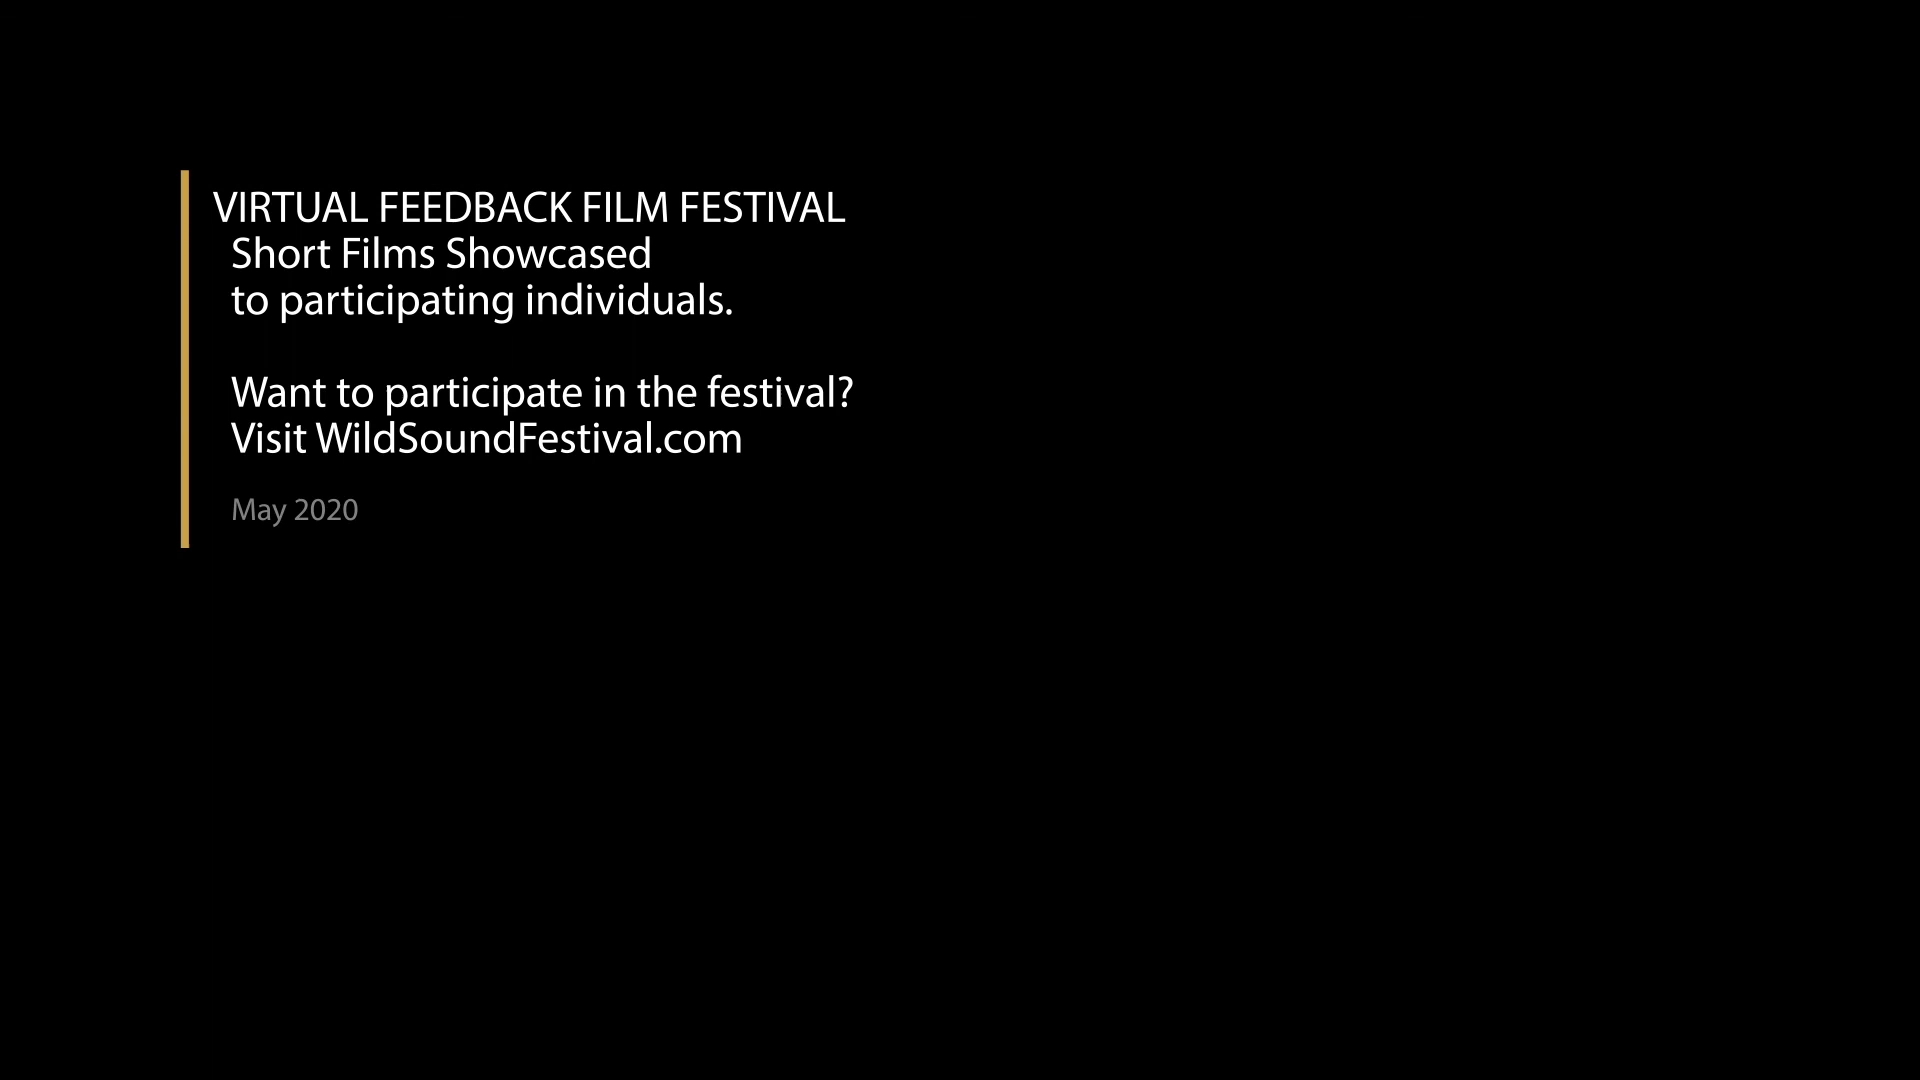 VIRTUAL FEEDBACK FILM FESTIVAL
Short Films Showcased
to participating individuals.
Want to participate in the festival?
Visit WildSoundFestival.com
May 2020